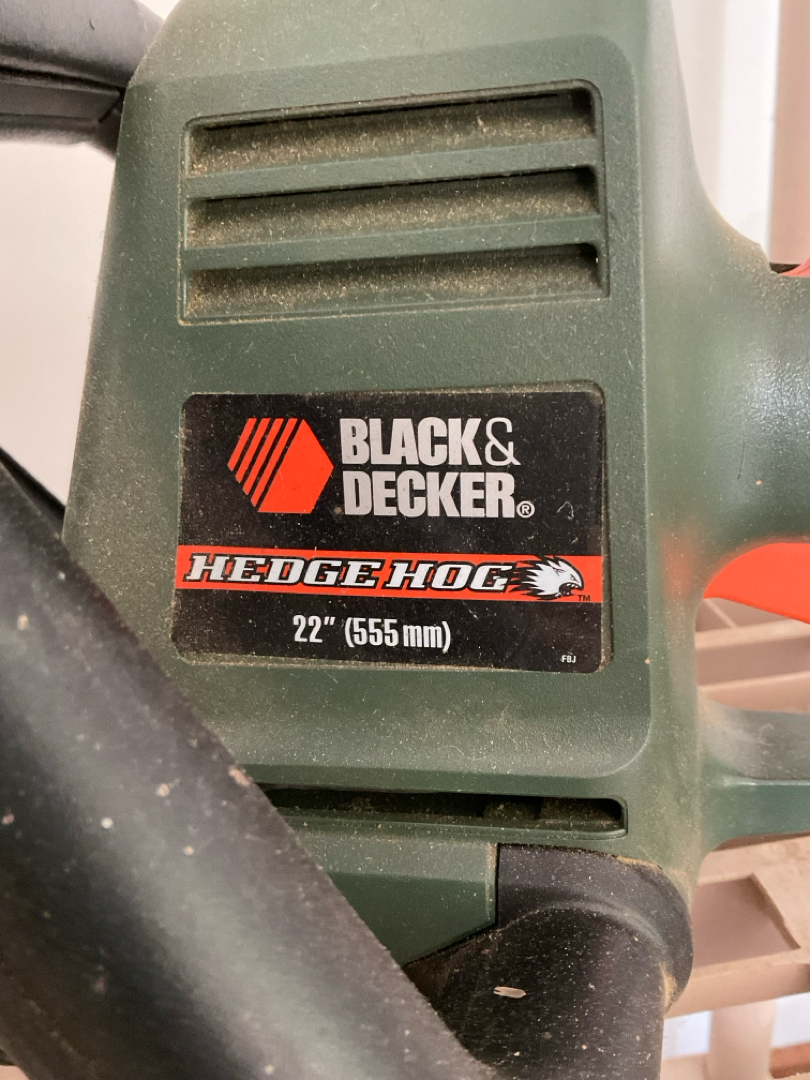 BLACK&
DECKER®
HEDGE HOG™
22" (555 mm)
FBJ